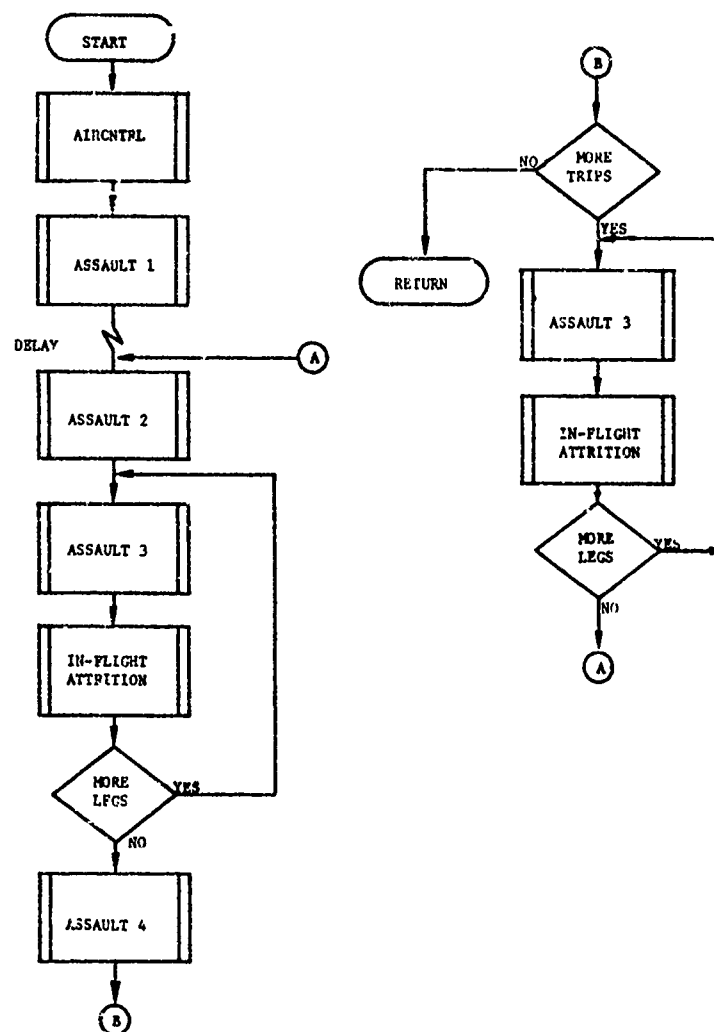 START
AIRCNTRL
ASSAULT 1
DELAY
A
ASSAULT 2
ASSAULT 3
IN-FLIGHT
ATTRITION
MORE
LEGS
YES
NO
ASSAULT 4
B
B
MORE
TRIPS
NO
YES
RETURN
ASSAULT 3
IN-FLIGHT
ATTRITION
MORE
LEGS
YES
NO
A